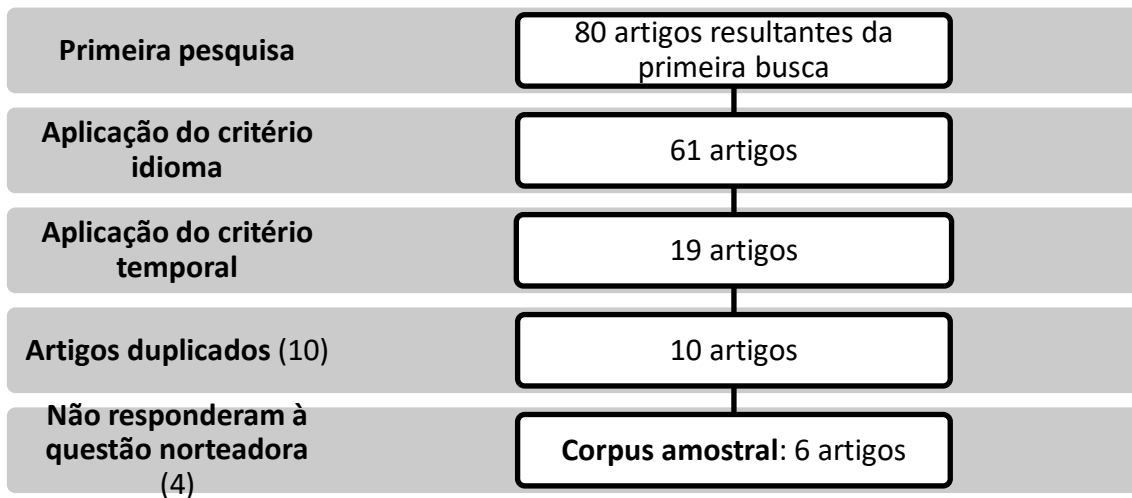 Primeira pesquisa
80 artigos resultantes da
primeira busca
Aplicação do critério
idioma
61 artigos
Aplicação do critério
temporal
19 artigos
Artigos duplicados (10)
10 artigos
Não responderam à
questão norteadora
(4)
Corpus amostral: 6 artigos